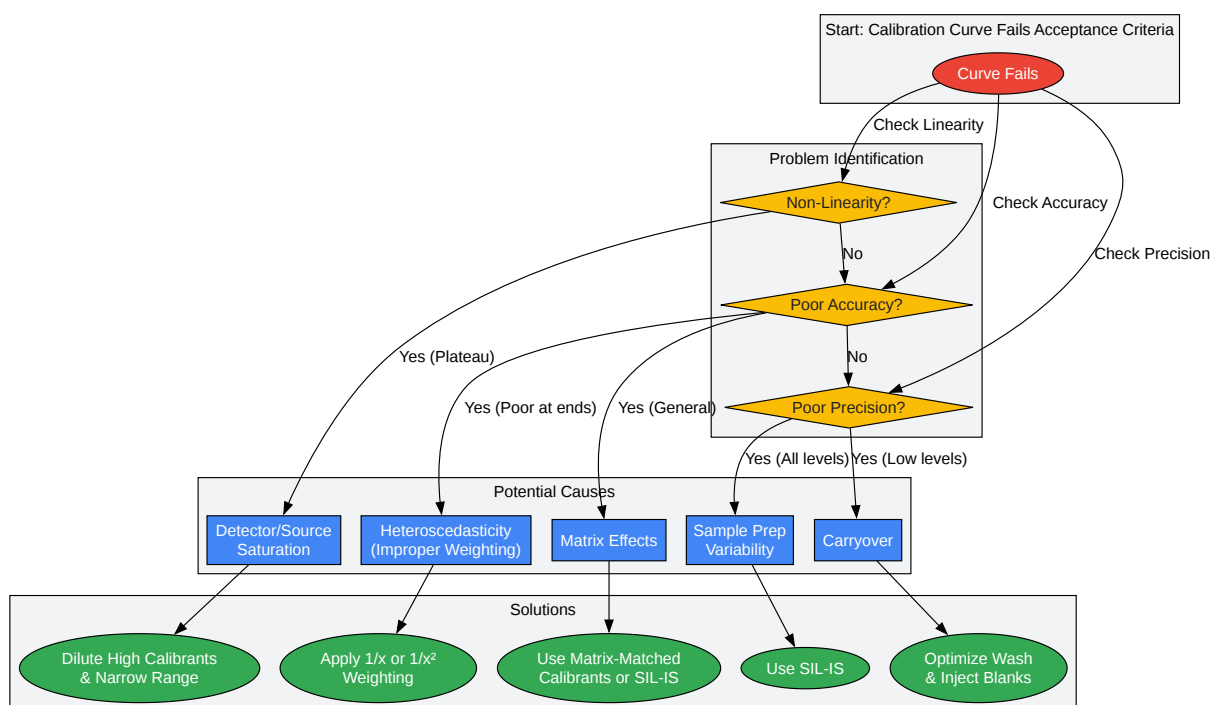 Start: Calibration Curve Fails Acceptance Criteria
Curve Fails
Check Linearity
Problem Identification
Non-Linearity?
Check Accuracy
No
Check Precision
Poor Accuracy?
Yes (Plateau)
No
Yes (Poor at ends)
Yes (General)
Poor Precision?
Yes (All levels)
Yes (Low levels)
Potential Causes
Detector/Source
Saturation
Heteroscedasticity
(Improper Weighting)
Matrix Effects
Sample Prep
Variability
Carryover
Solutions
Dilute High Calibrants
& Narrow Range
Apply 1/x or 1/x²
Weighting
Use Matrix-Matched
Calibrants or SIL-IS
Use SIL-IS
Optimize Wash
& Inject Blanks